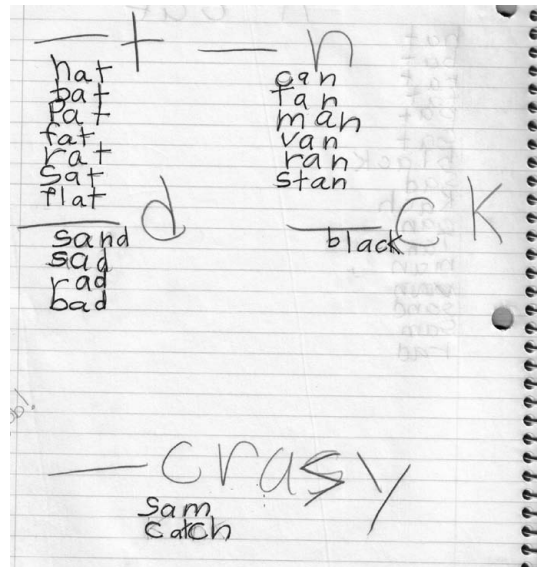 — t
hat
bat
Pat
fat
rat
Sat
flat
— n
can
fan
man
van
ran
stan
— d
sand
sad
rad
bad
— ck
black
— crasy
Sam
catch